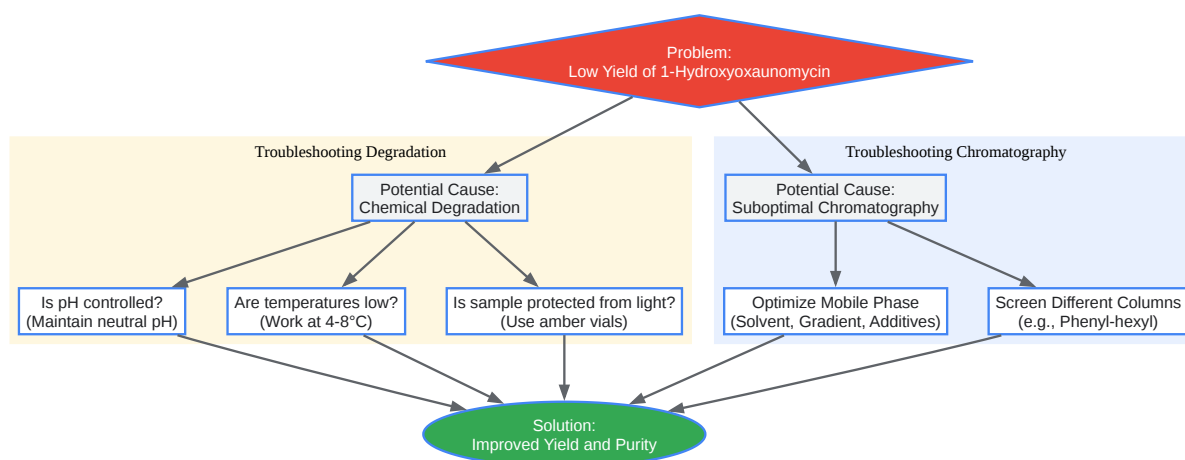 Problem:
Low Yield of 1-Hydroxyoxaunomycin
Troubleshooting Degradation
Troubleshooting Chromatography
Potential Cause:
Chemical Degradation
Potential Cause:
Suboptimal Chromatography
Is pH controlled?
(Maintain neutral pH)
Are temperatures low?
(Work at 4-8°C)
Is sample protected from light?
(Use amber vials)
Optimize Mobile Phase
(Solvent, Gradient, Additives)
Screen Different Columns
(e.g., Phenyl-hexyl)
Solution:
Improved Yield and Purity